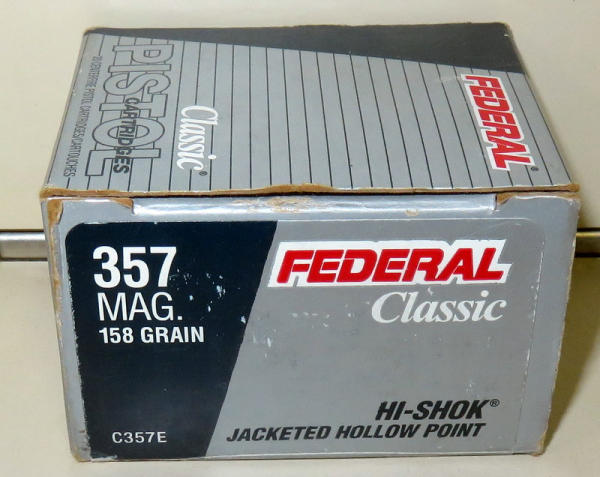 PISTOL
CARTRIDGES
Classic®
FEDERAL®
357
MAG.
158 GRAIN
C357E
FEDERAL
Classic
HI-SHOK®
JACKETED HOLLOW POINT